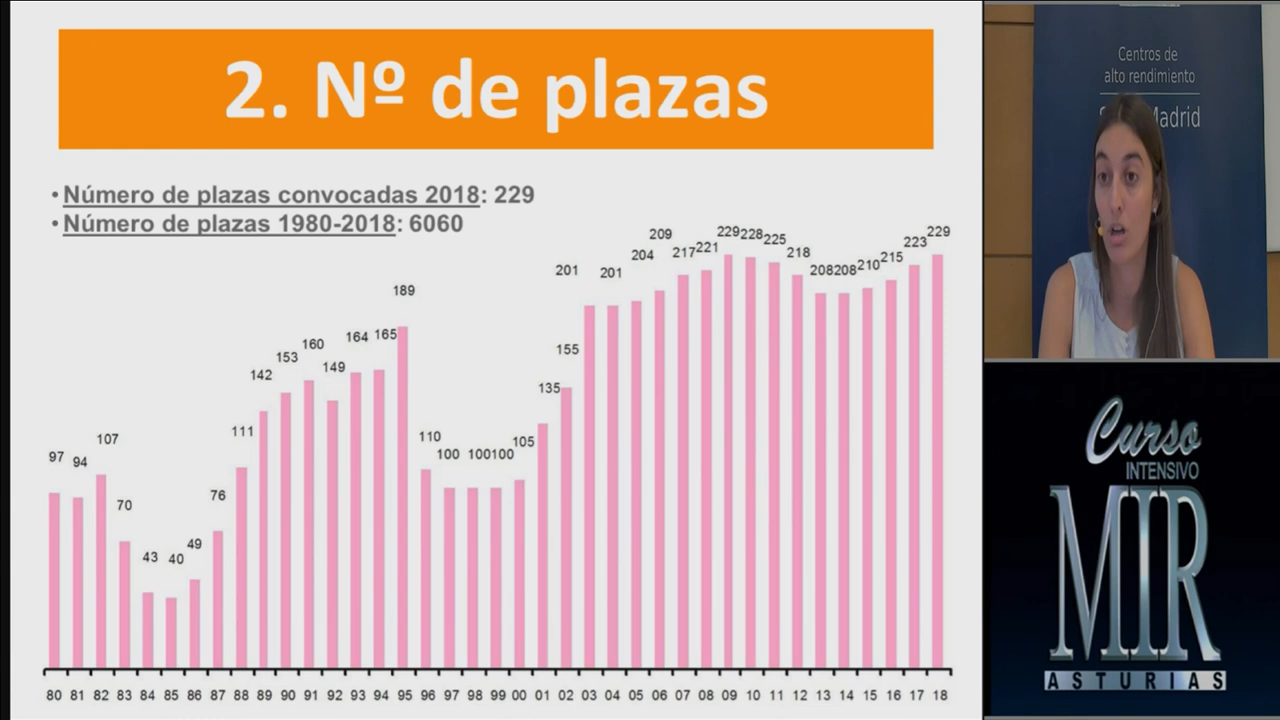 2. Nº de plazas
• Número de plazas convocadas 2018: 229
• Número de plazas 1980-2018: 6060
97 94 107 70 43 40 49 76 111 142 153 160 149 164 165 189 110 100 100 100 105 135 155 201 201 204 209 217 221 229 228 225 218 208 208 210 215 223 229
80 81 82 83 84 85 86 87 88 89 90 91 92 93 94 95 96 97 98 99 00 01 02 03 04 05 06 07 08 09 10 11 12 13 14 15 16 17 18
Centros de
alto rendimiento
Madrid
Curso
INTENSIVO
MIR
ASTURIAS